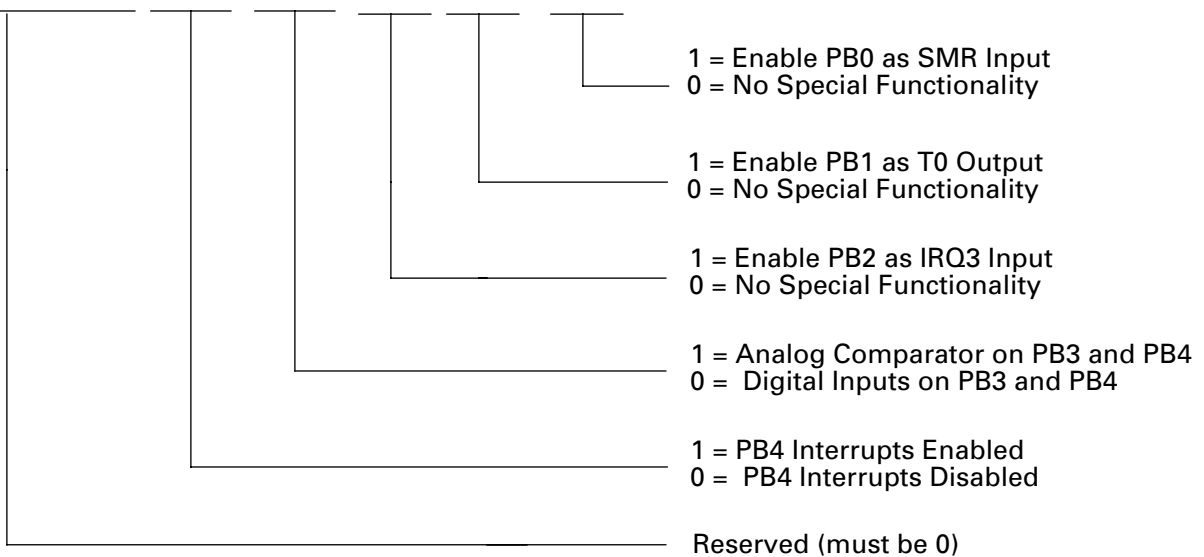 1 = Enable PB0 as SMR Input
0 = No Special Functionality
1 = Enable PB1 as T0 Output
0 = No Special Functionality
1 = Enable PB2 as IRQ3 Input
0 = No Special Functionality
1 = Analog Comparator on PB3 and PB4
0 = Digital Inputs on PB3 and PB4
1 = PB4 Interrupts Enabled
0 = PB4 Interrupts Disabled
Reserved (must be 0)